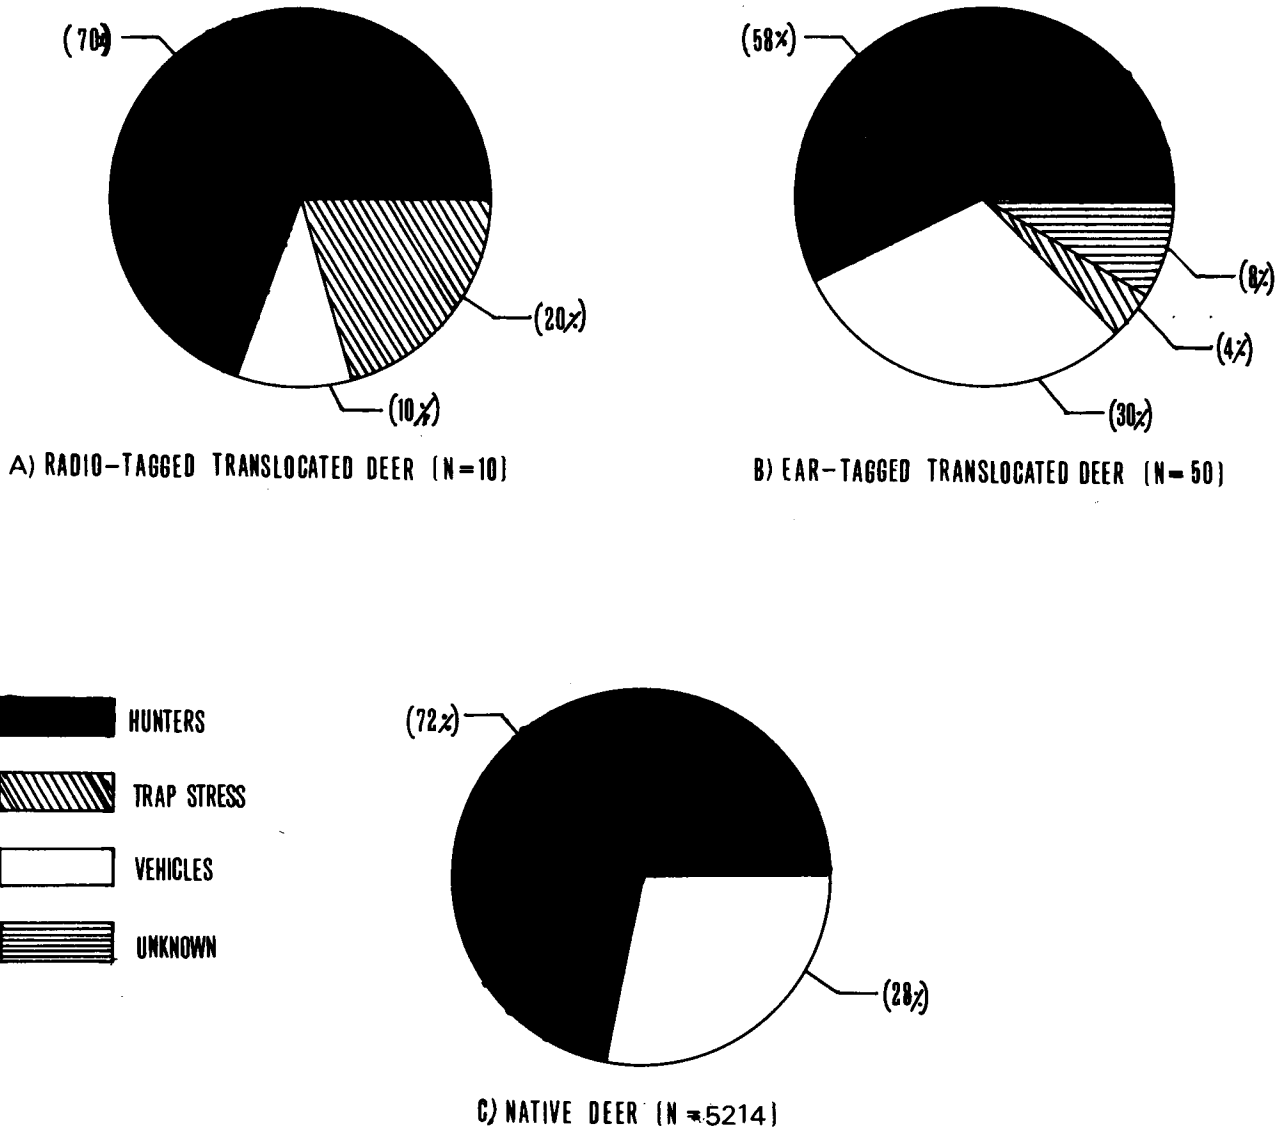 (70%)
(20%)
(10%)
A) RADIO-TAGGED TRANSLOCATED DEER (N=10)
(58%)
(8%)
(4%)
(30%)
B) EAR-TAGGED TRANSLOCATED DEER (N=50)
HUNTERS
TRAP STRESS
VEHICLES
UNKNOWN
(72%)
(28%)
C) NATIVE DEER (N=5214)